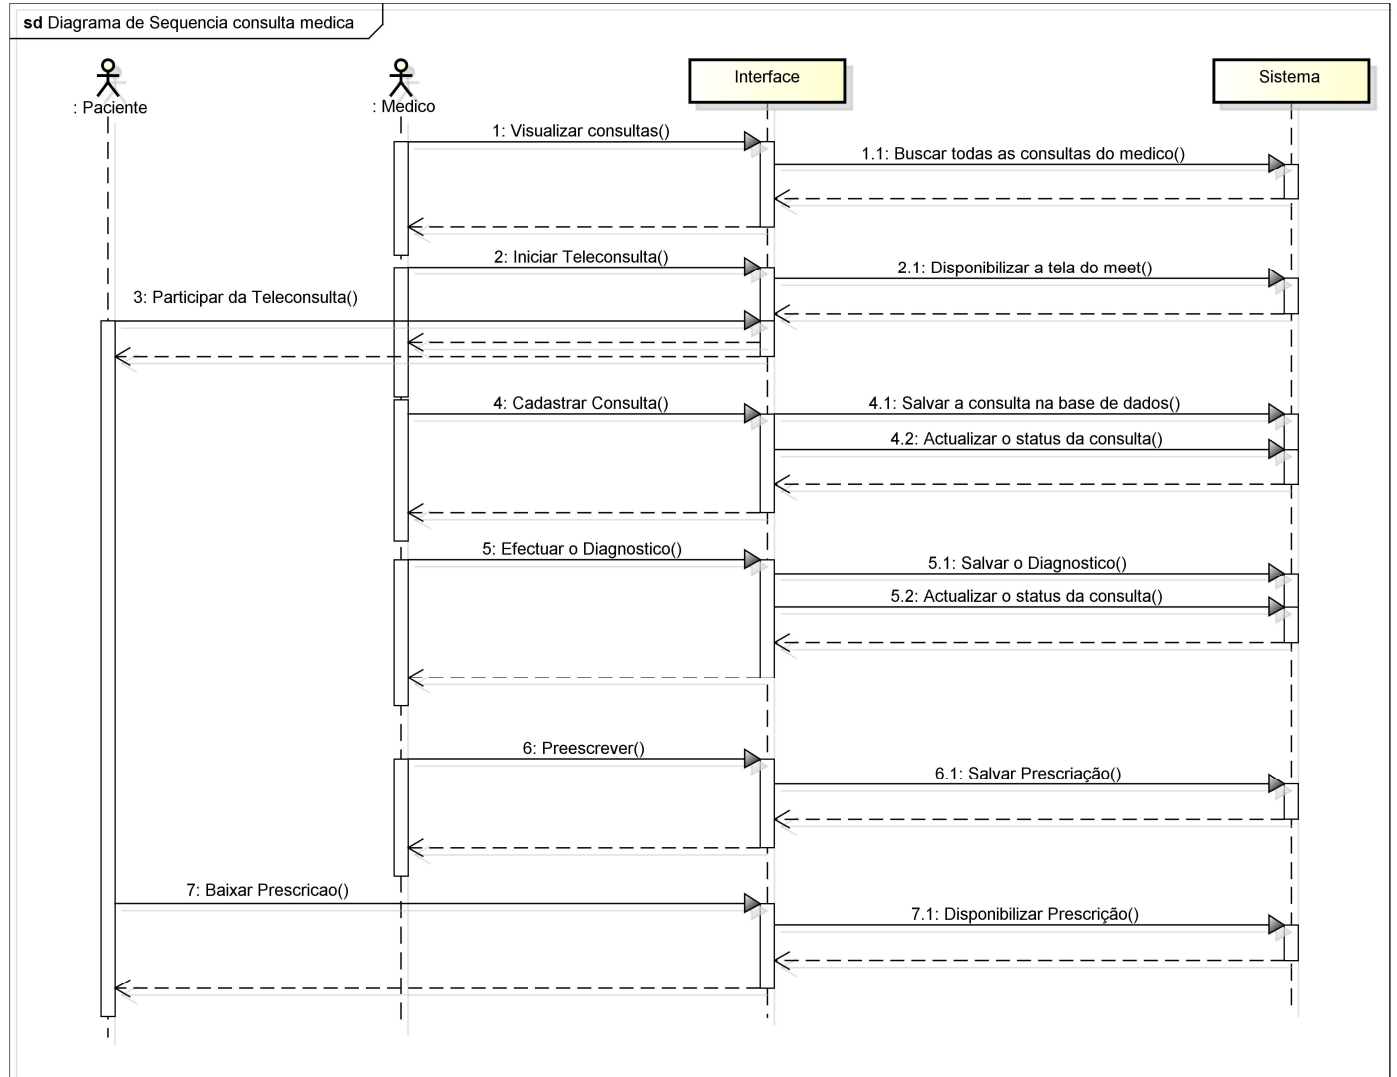 sd Diagrama de Sequencia consulta medica
: Paciente
: Medico
Interface
Sistema
1: Visualizar consultas()
1.1: Buscar todas as consultas do medico()
2: Iniciar Teleconsulta()
2.1: Disponibilizar a tela do meet()
3: Participar da Teleconsulta()
4: Cadastrar Consulta()
4.1: Salvar a consulta na base de dados()
4.2: Actualizar o status da consulta()
5: Efectuar o Diagnostico()
5.1: Salvar o Diagnostico()
5.2: Actualizar o status da consulta()
6: Preescrever()
6.1: Salvar Prescriação()
7: Baixar Prescricao()
7.1: Disponibilizar Prescrição()